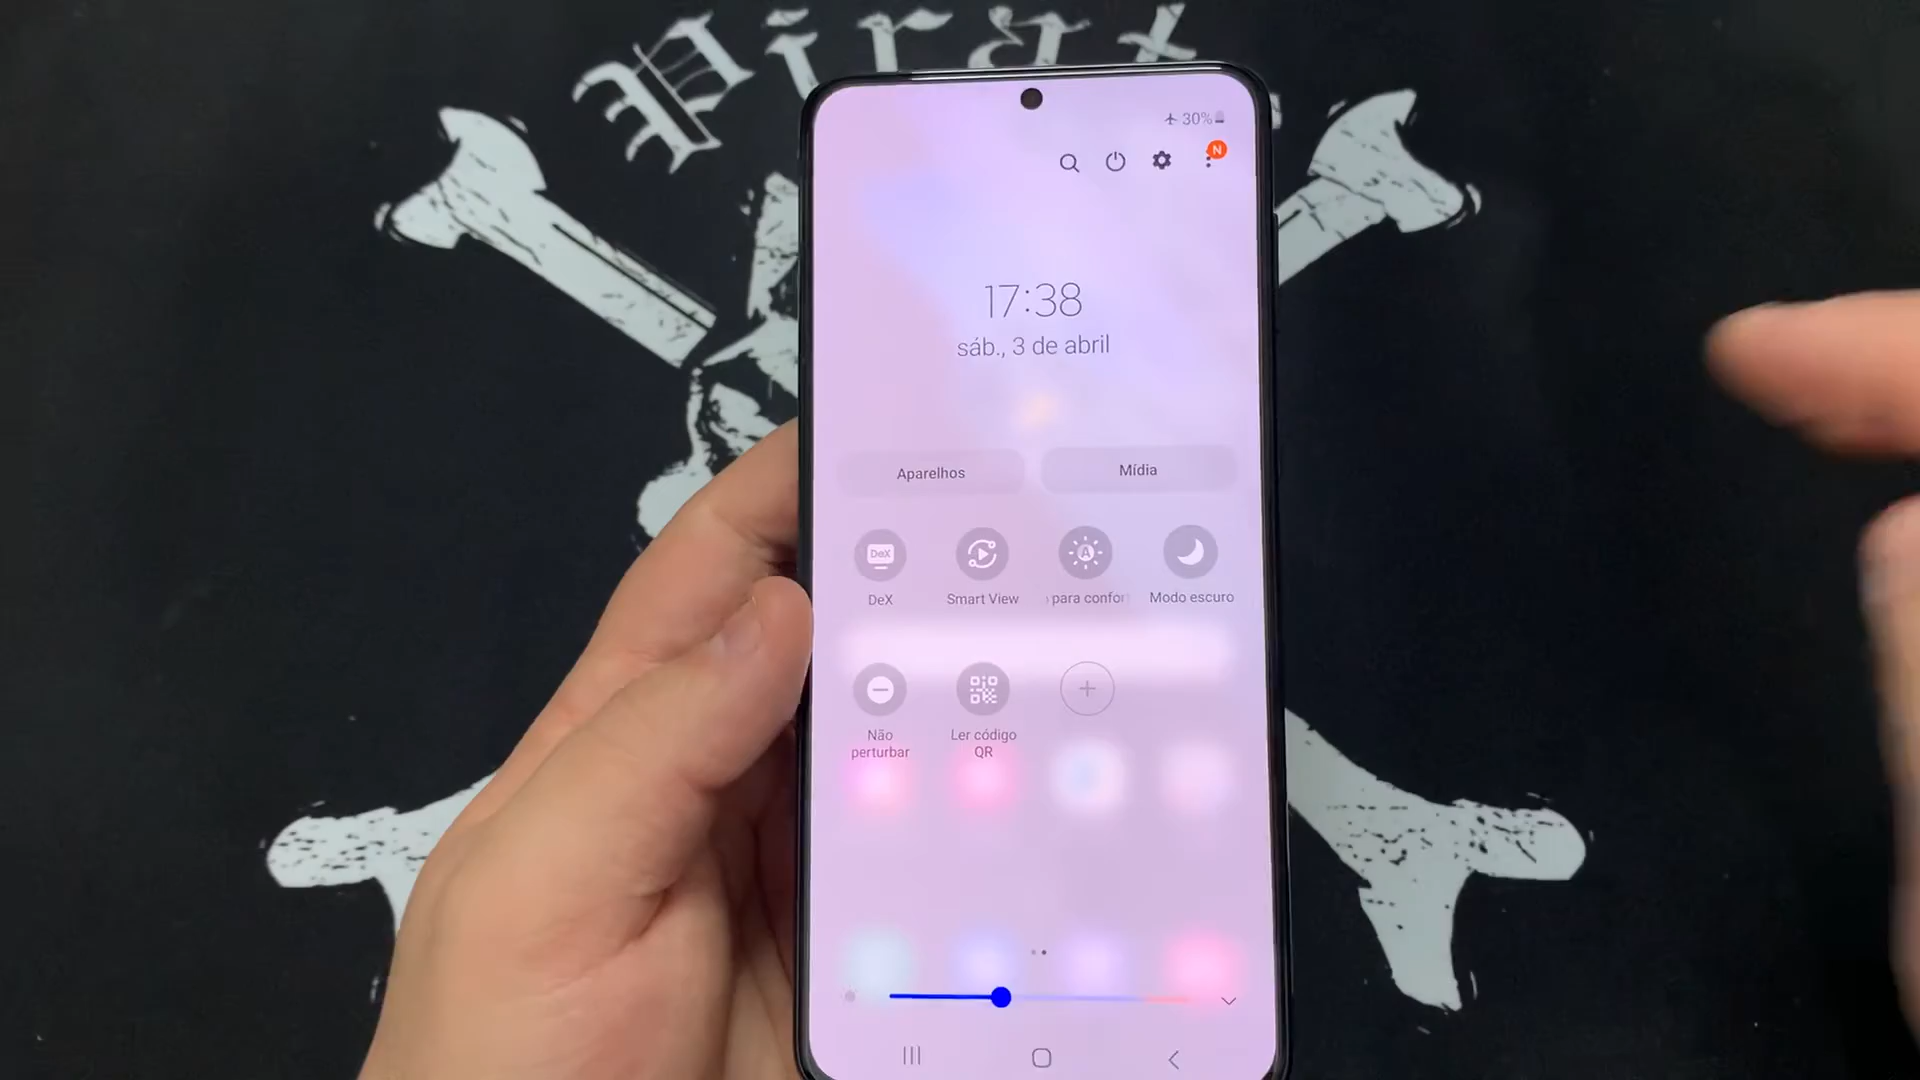 Pirat
30%
N
17:38
sáb., 3 de abril
Aparelhos
Mídia
DeX
DeX
Smart View
A
para confor
Modo escuro
Não
perturbar
Ler código
QR